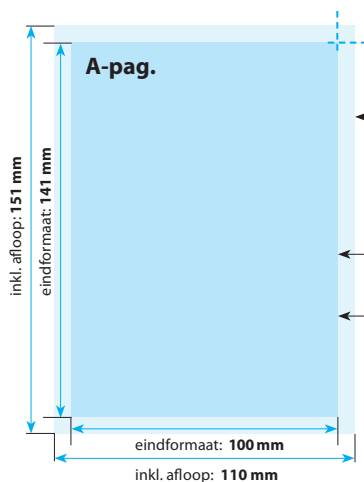 A-pag.
inkl. afloop: 151 mm
eindformaat: 141 mm
eindformaat: 100 mm
inkl. afloop: 110 mm